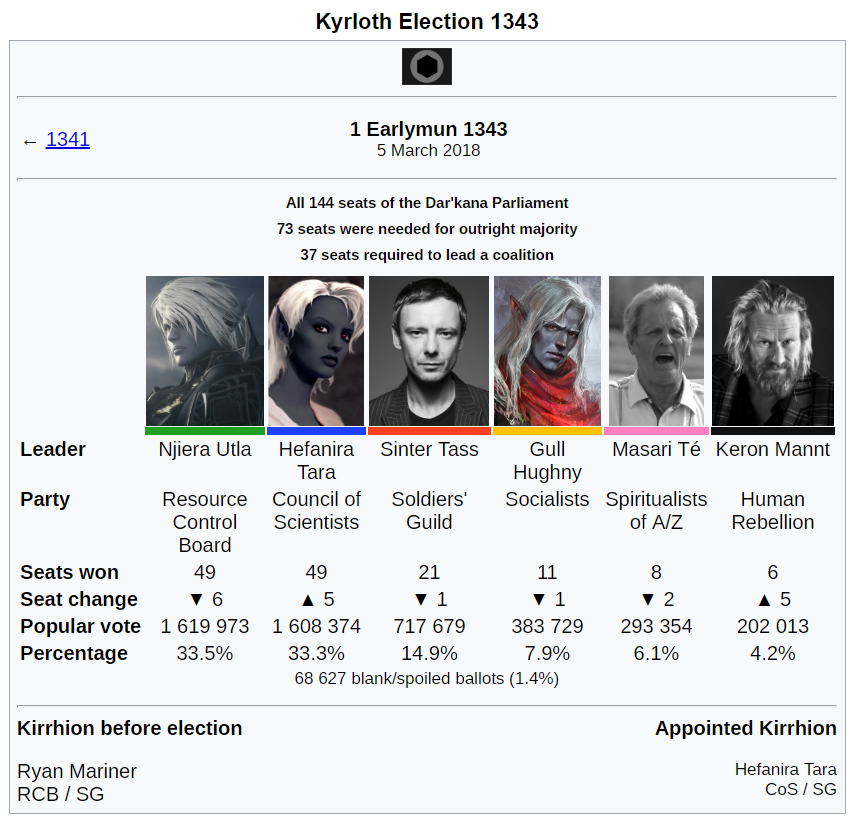 Kyrloth Election 1343
← 1341
1 Earlymun 1343
5 March 2018
All 144 seats of the Dar'kana Parliament
73 seats were needed for outright majority
37 seats required to lead a coalition
Leader Njiera Utla Hefanira Tara Sinter Tass Gull Hughny Masari Té Keron Mannt
Party Resource Control Board Council of Scientists Soldiers' Guild Socialists Spiritualists of A/Z Human Rebellion
Seats won 49 49 21 11 8 6
Seat change ▼ 6 ▲ 5 ▼ 1 ▼ 1 ▼ 2 ▲ 5
Popular vote 1 619 973 1 608 374 717 679 383 729 293 354 202 013
Percentage 33.5% 33.3% 14.9% 7.9% 6.1% 4.2%
68 627 blank/spoiled ballots (1.4%)
Kirrhion before election
Ryan Mariner
RCB / SG
Appointed Kirrhion
Hefanira Tara
CoS / SG